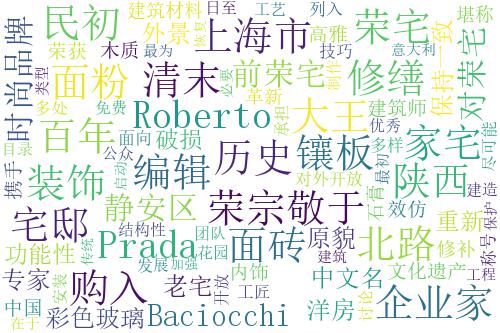 民初 建筑材料 日至 工艺 列入 荣宅 堪称
时尚品牌 荣获 木质 外景 上海市 高雅 技巧 最为 意大利
类型 面粉 清末 前荣宅 必要 制作 修缮 保持一致 对荣宅
多处 免费 Roberto 革新 大王 承担 建筑师 优秀
目录 百年 面向 破损 历史 镶板 多样 家宅 尽可能
携手 公众 启动 编辑 对外开放 最初 陕西 建造
装饰 静安区 荣宗敬于 石膏 效仿 保护
宅邸 结构性 团队 面砖 原貌 北路 重新 称号
功能性 传统 Prada 花园 修补 工程
专家 发展 加强 内饰 中文名 文化遗产
中国 安装 购入 老宅 开放 工匠 洋房 讨论 建筑 企业家
在于 彩色玻璃 Baciocchi